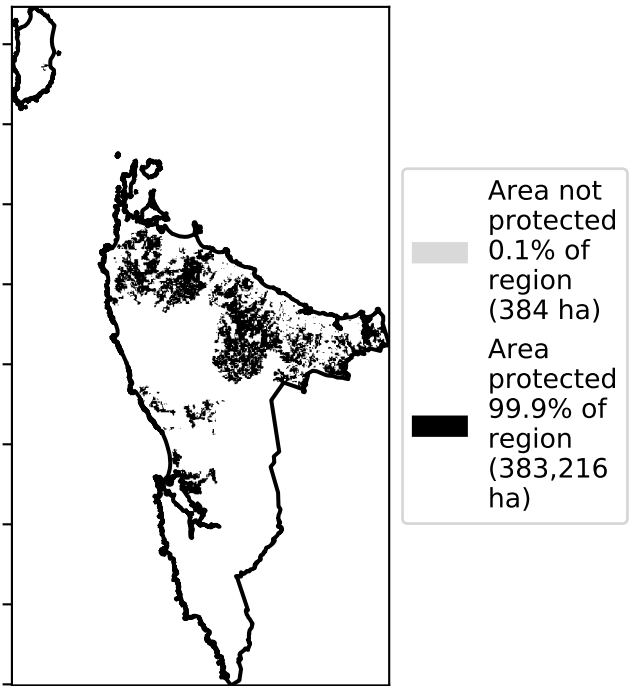 Area not
protected
0.1% of
region
(384 ha)
Area
protected
99.9% of
region
(383,216
ha)